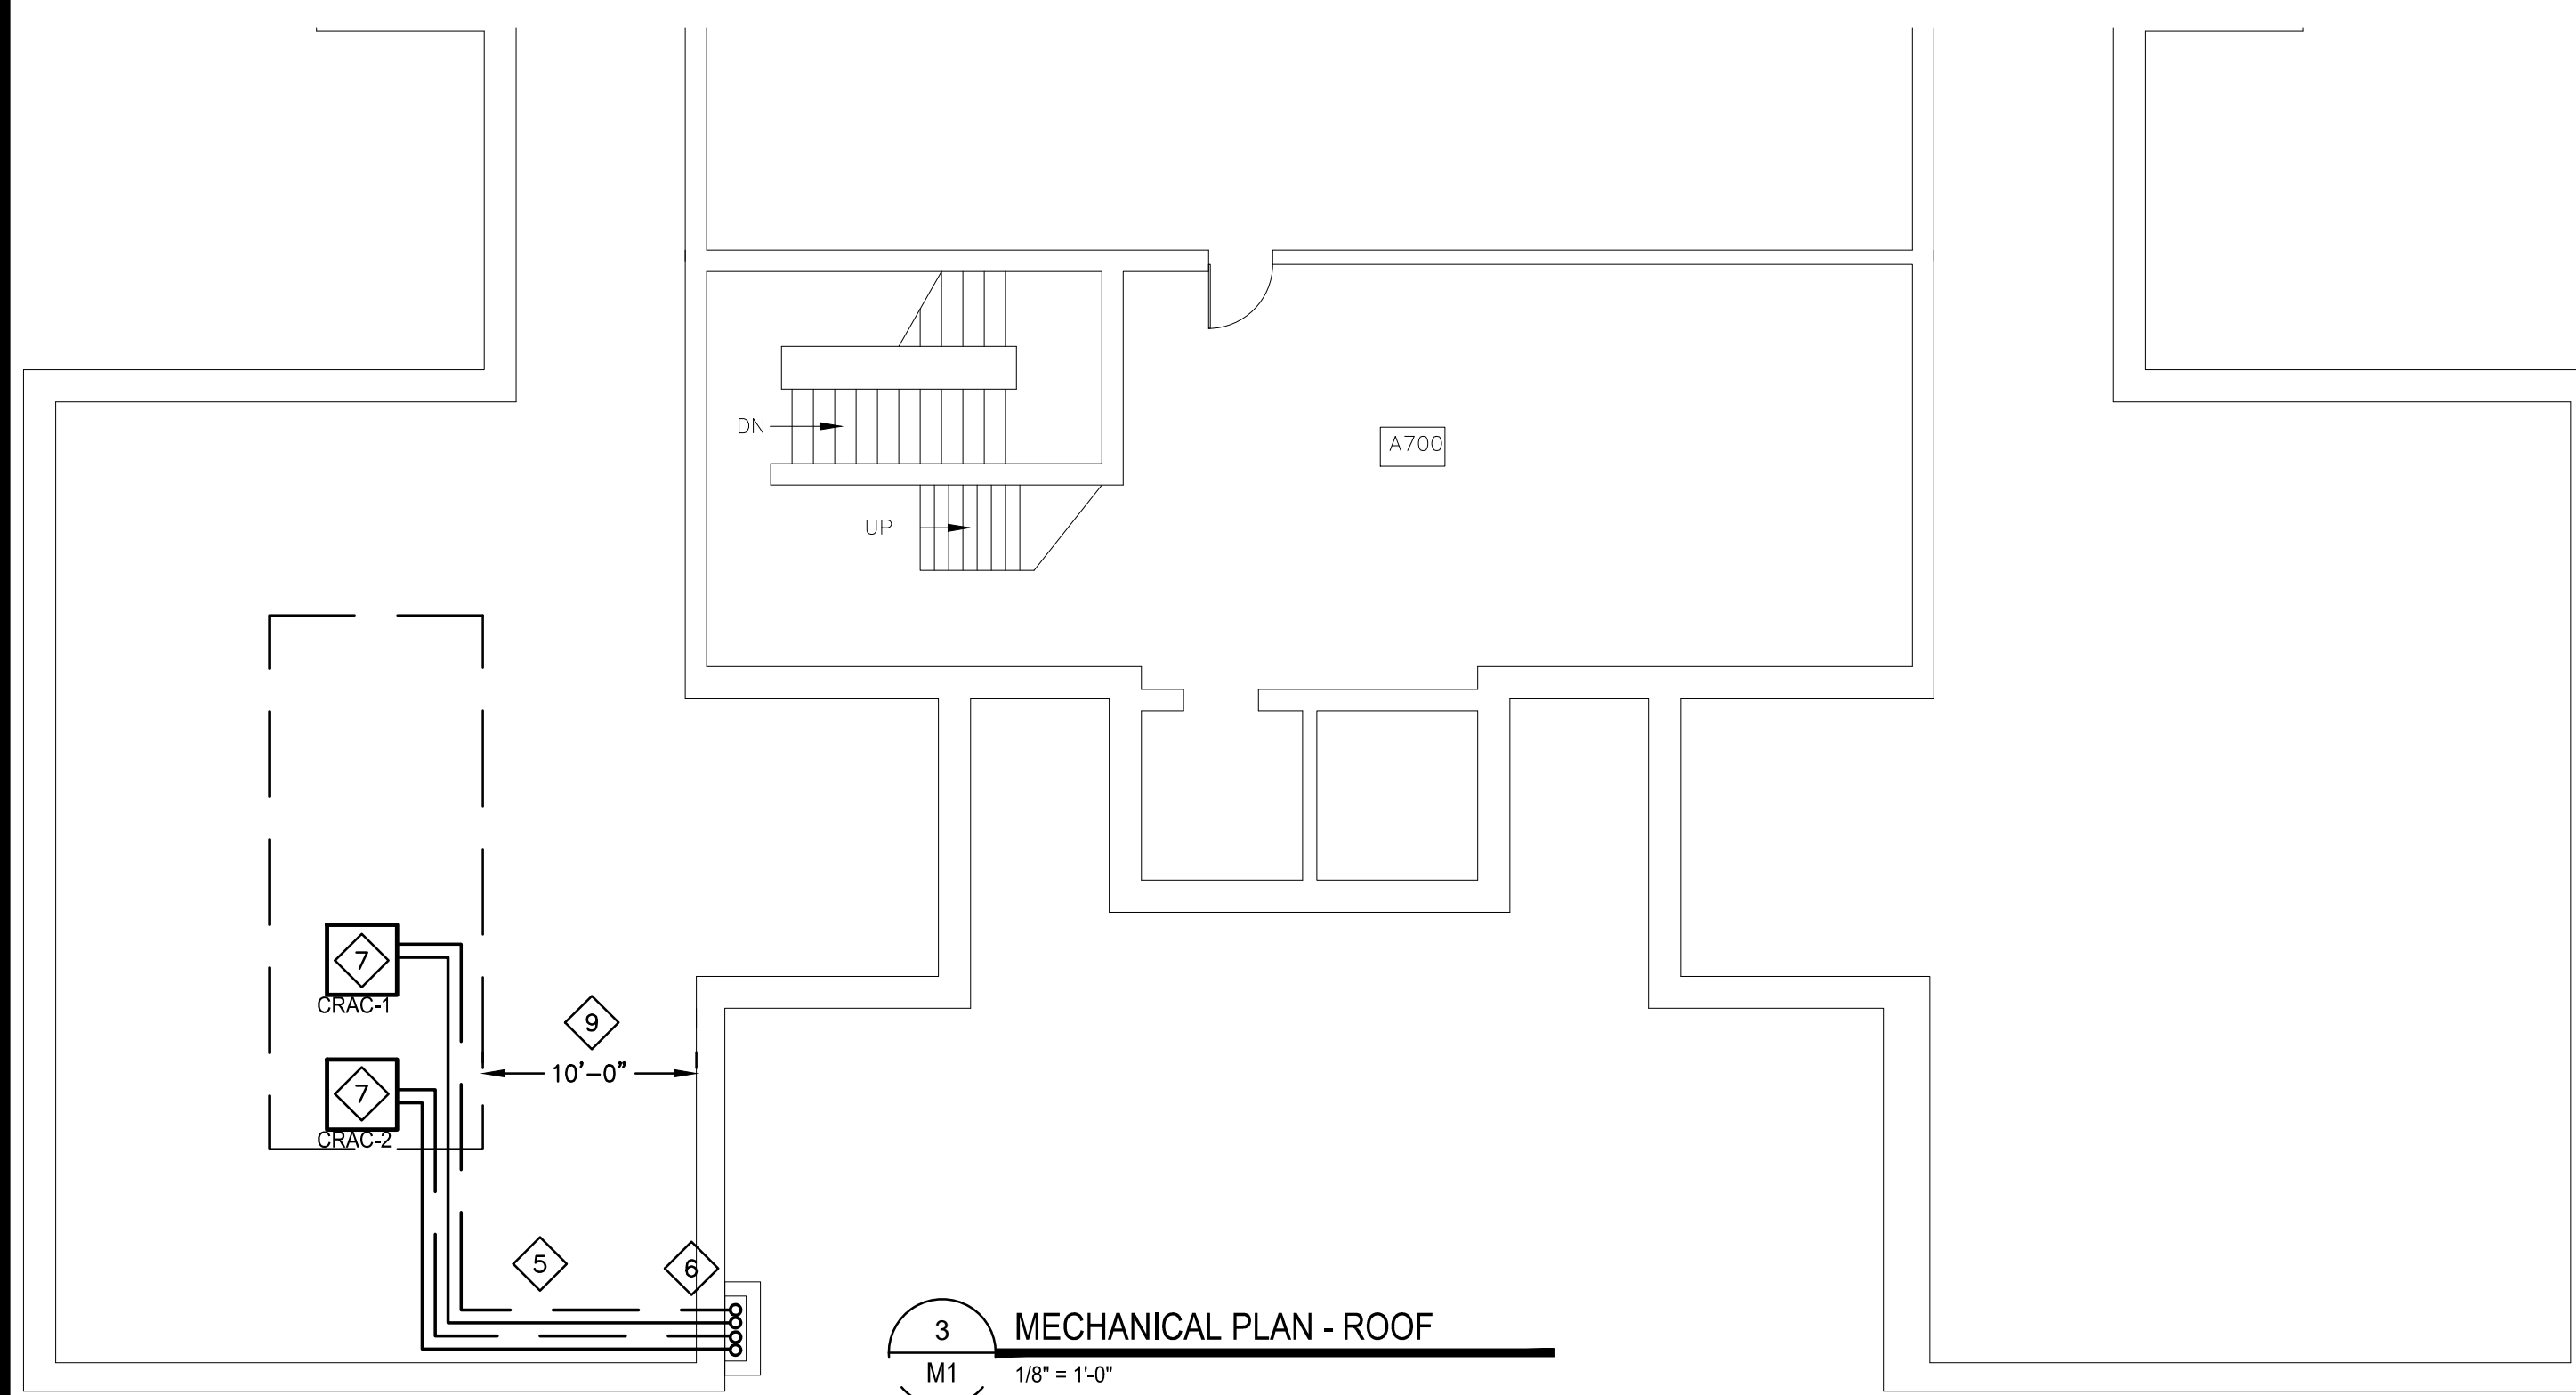 DN
A700
UP
7
CRAC-1
9
10'-0"
7
CRAC-2
5
6
3
MECHANICAL PLAN - ROOF
M1
1/8" = 1'-0"